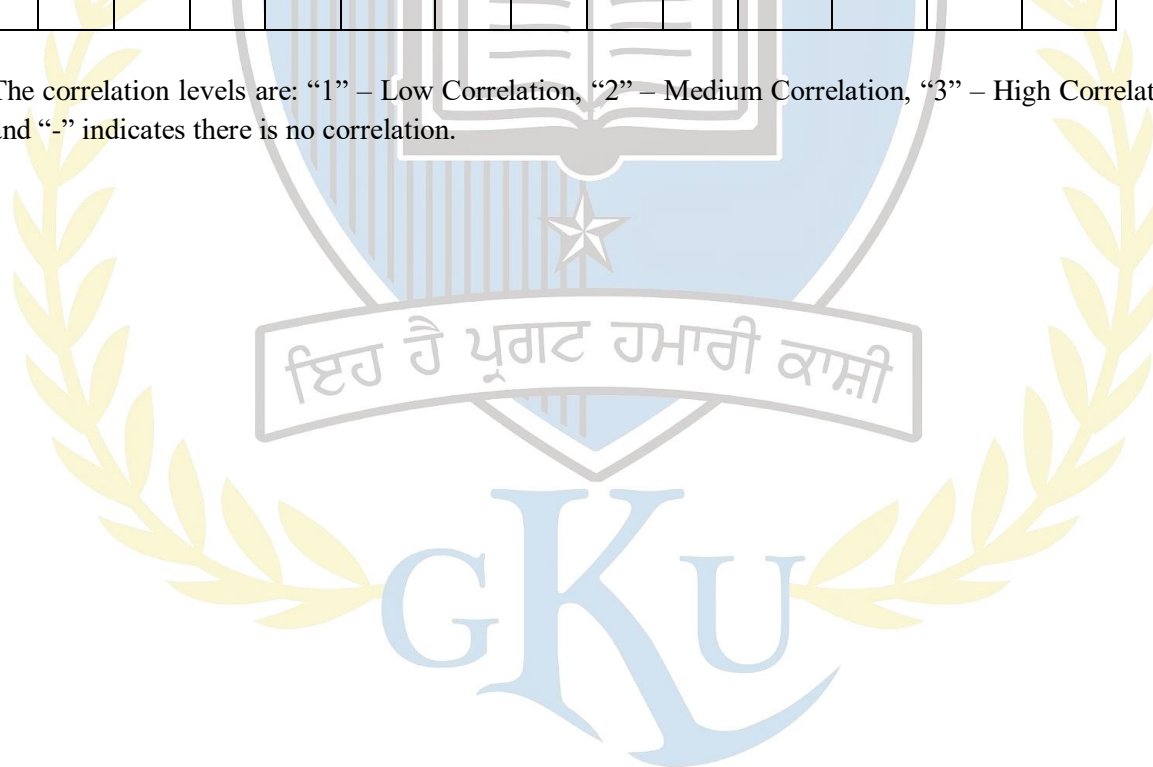 The correlation levels are: “1” – Low Correlation, “2” – Medium Correlation, “3” – High
and “-” indicates there is no correlation.
ਇਹ ਹੈ ਪ੍ਰਗਟ ਹਮਾਰੀ ਕਾਸ਼ੀ
GKU